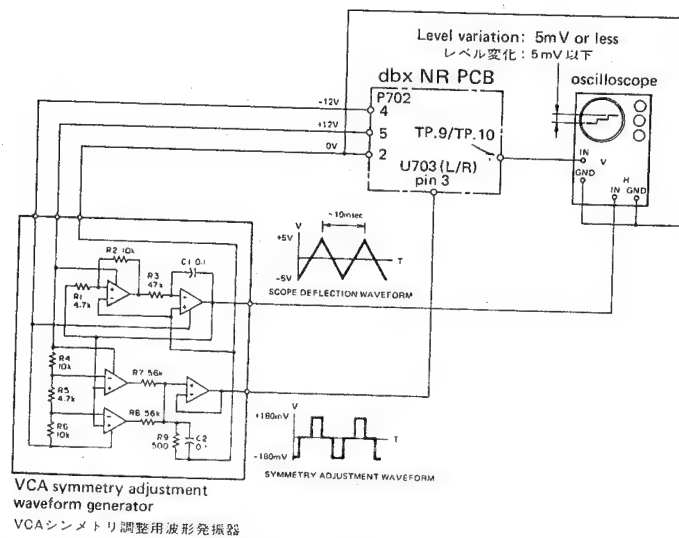 Level variation: 5mV or less
レベル変化：5mV以下
dbx NR PCB
oscilloscope
P702
-12V
4
+12V
5
TP.9/TP.10
0V
2
U703 (L/R)
pin 3
IN
V
GND
H
IN
GND
~10msec
V
+5V
T
-5V
SCOPE DEFLECTION WAVEFORM
R2 10k
C1 0.1
R3
47k
R1
4.7k
R4
10k
R7 56k
R5
4.7k
R8 56k
R6
10k
R9
500
C2
0.1
V
+180mV
T
-180mV
SYMMETRY ADJUSTMENT WAVEFORM
VCA symmetry adjustment
waveform generator
VCAシンメトリ調整用波形発振器